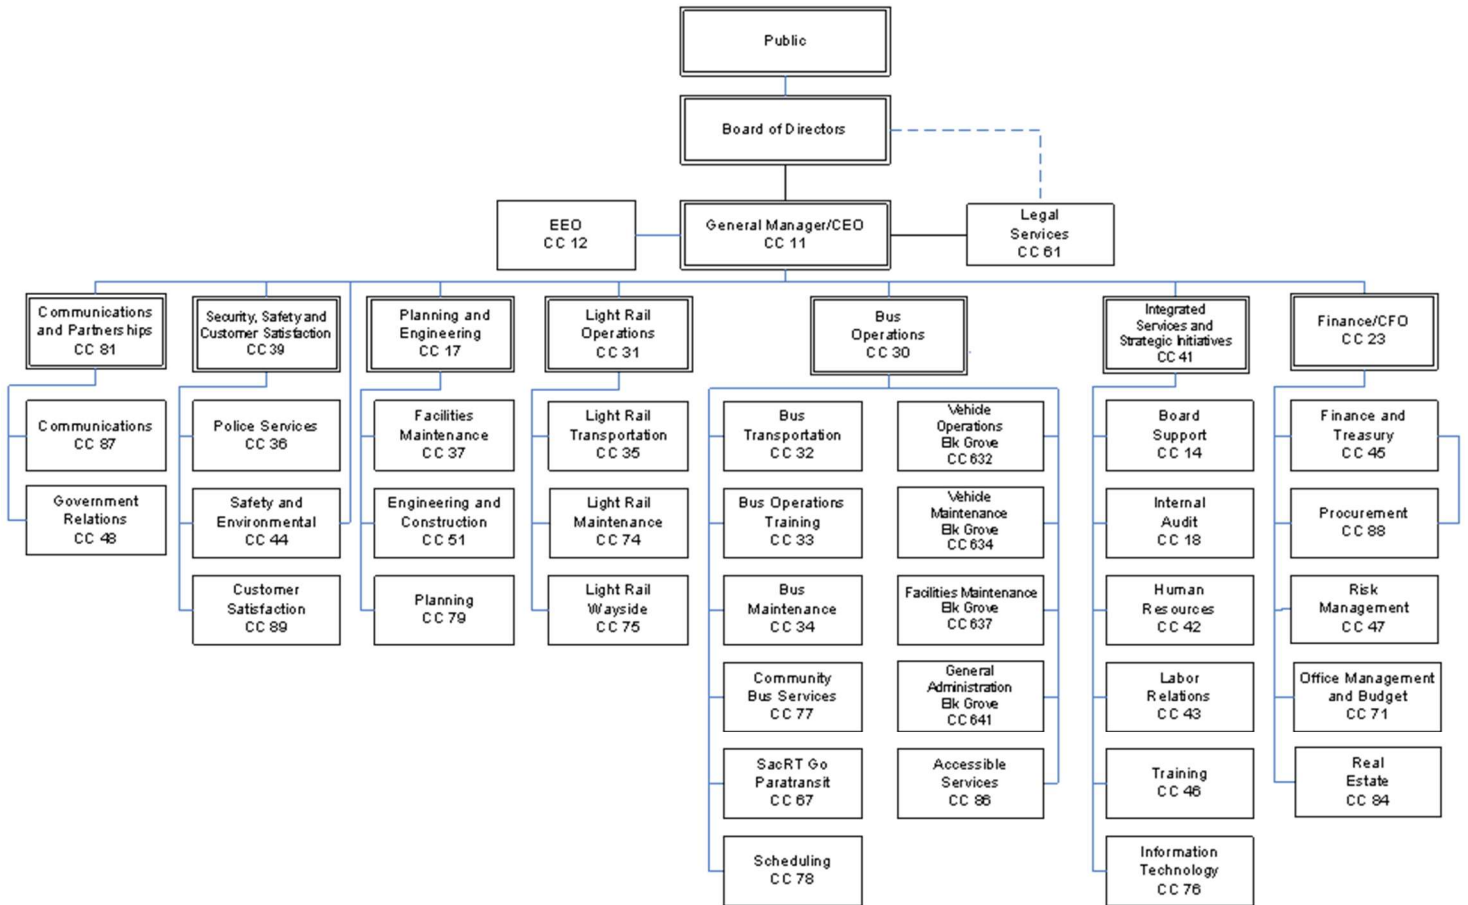 Public
Board of Directors
EEO
CC 12
General Manager/CEO
CC 11
Legal
Services
CC 61
Communications
and Partnerships
CC 81
Security, Safety and
Customer Satisfaction
CC 39
Planning and
Engineering
CC 17
Light Rail
Operations
CC 31
Bus
Operations
CC 30
Integrated
Services and
Strategic Initiatives
CC 41
Finance/CFO
CC 23
Communications
CC 87
Government
Relations
CC 48
Police Services
CC 36
Safety and
Environmental
CC 44
Customer
Satisfaction
CC 89
Facilities
Maintenance
CC 37
Engineering and
Construction
CC 51
Planning
CC 79
Light Rail
Transportation
CC 35
Light Rail
Maintenance
CC 74
Light Rail
Wayside
CC 75
Bus
Transportation
CC 32
Bus Operations
Training
CC 33
Bus
Maintenance
CC 34
Community
Bus Services
CC 77
SacRT Go
Paratransit
CC 67
Scheduling
CC 78
Vehicle
Operations
Elk Grove
CC 632
Vehicle
Maintenance
Elk Grove
CC 634
Facilities Maintenance
Elk Grove
CC 637
General
Administration
Elk Grove
CC 641
Accessible
Services
CC 86
Board
Support
CC 14
Internal
Audit
CC 18
Human
Resources
CC 42
Labor
Relations
CC 43
Training
CC 46
Information
Technology
CC 76
Finance and
Treasury
CC 45
Procurement
CC 88
Risk
Management
CC 47
Office Management
and Budget
CC 71
Real
Estate
CC 84